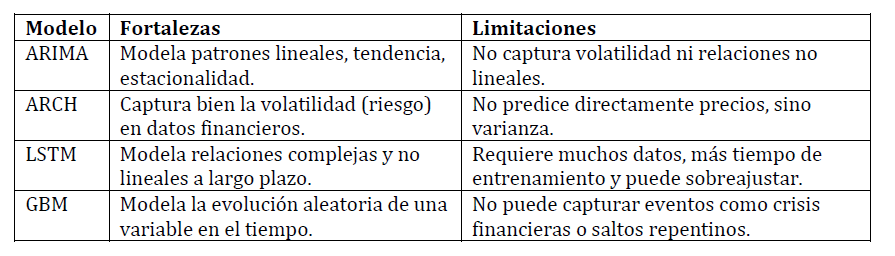 Modelo Fortalezas Limitaciones
ARIMA Modela patrones lineales, tendencia, estacionalidad. No captura volatilidad ni relaciones no lineales.
ARCH Captura bien la volatilidad (riesgo) en datos financieros. No predice directamente precios, sino varianza.
LSTM Modela relaciones complejas y no lineales a largo plazo. Requiere muchos datos, más tiempo de entrenamiento y puede sobreajustar.
GBM Modela la evolución aleatoria de una variable en el tiempo. No puede capturar eventos como crisis financieras o saltos repentinos.